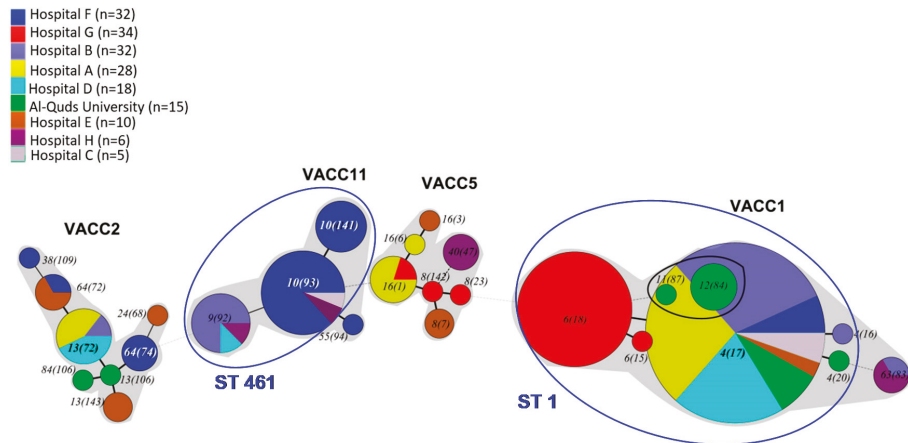 Hospital F (n=32)
Hospital G (n=34)
Hospital B (n=32)
Hospital A (n=28)
Hospital D (n=18)
Al-Quds University (n=15)
Hospital E (n=10)
Hospital H (n=6)
Hospital C (n=5)
VACC2
38(109)
64(72)
24(68)
13(72)
64(74)
84(106)
13(106)
13(143)
VACC11
10(141)
10(93)
9(92)
55(94)
ST 461
VACC5
16(3)
16(6)
40(47)
16(1)
8(142)
8(23)
8(7)
VACC1
11(87)
12(84)
6(18)
6(15)
4(17)
4(16)
4(20)
63(83)
ST 1